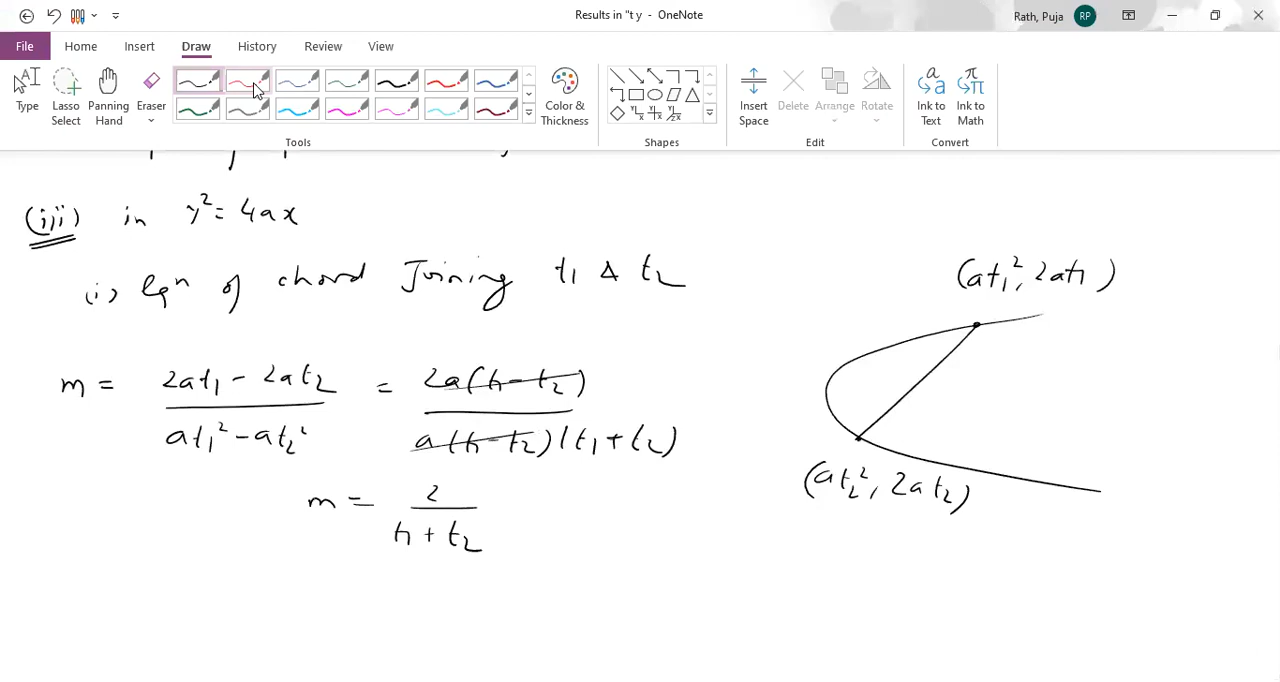 Results in "t y - OneNote
Rath, Puja RP
File Home Insert Draw History Review View
Type Lasso Select Panning Hand Eraser Color & Thickness Insert Space Delete Arrange Rotate Ink to Text Ink to Math
Tools Shapes Edit Convert
(iii) in y² = 4ax
(i) Eqn of chord Joining t1 & t2
(at1², 2at1)
m = 2at1 - 2at2 / at1² - at2² = 2a(t1 - t2) / a(t1 - t2)(t1 + t2)
(at2², 2at2)
m = 2 / t1 + t2